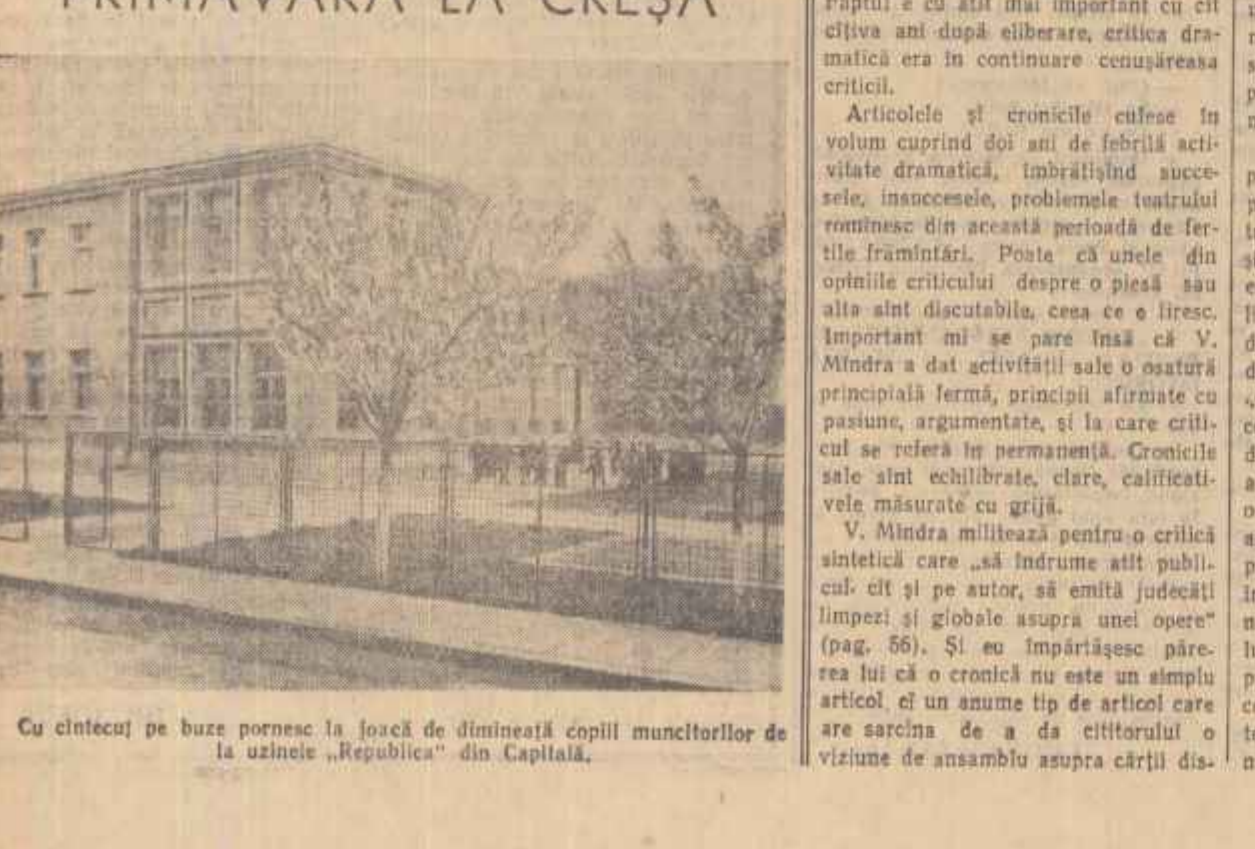 PRIMĂVARA LA CREȘĂ
Cu cîntecul pe buze pornesc la joacă de dimineață copiii muncitorilor de
la uzinele „Republica" din Capitală.
Faptul e cu atît mai important cu cît
cîțiva ani după eliberare, critica dra-
matică era în continuare cenușăreasa
criticii.
Articolele și cronicile culese în
volum cuprind doi ani de febrilă acti-
vitate dramatică, îmbrățișînd succe-
sele, insuccesele, problemele teatrului
romînesc din această perioadă de fer-
tile frămîntări. Poate că unele din
opiniile criticului despre o piesă sau
alta sînt discutabile, ceea ce e firesc.
Important mi se pare însă că V.
Mîndra a dat activității sale o osatură
principială fermă, principii afirmate cu
pasiune, argumentate, și la care criti-
cul se referă în permanență. Cronicile
sale sînt echilibrate, clare, calificati-
vele măsurate cu grijă.
V. Mîndra militează pentru o critică
sintetică care „să îndrume atît publi-
cul cît și pe autor, să emită judecăți
limpezi și globale asupra unei opere"
(pag. 56). Și eu împărtășesc păre-
rea lui că o cronică nu este un simplu
articol, ci un anume tip de articol care
are sarcina de a da cititorului o
viziune de ansamblu asupra cărții dis-